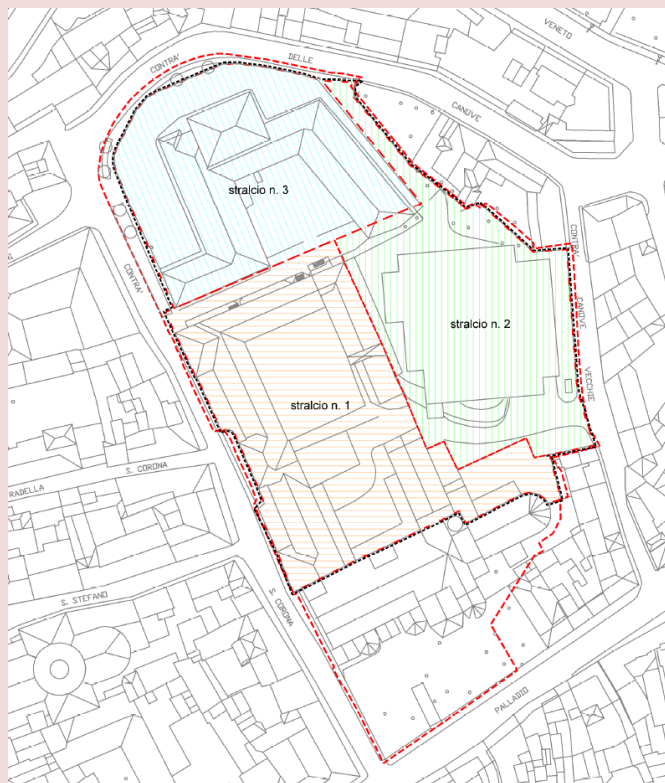 VENETO
CONTRA'
DELLE
CANOVE
stralcio n. 3
CONTRA'
CONTRA'
CANOVE
VECCHIE
stralcio n. 2
stralcio n. 1
S. CORONA
RADELLA
S. STEFANO
S. CORONA
PALLADIO